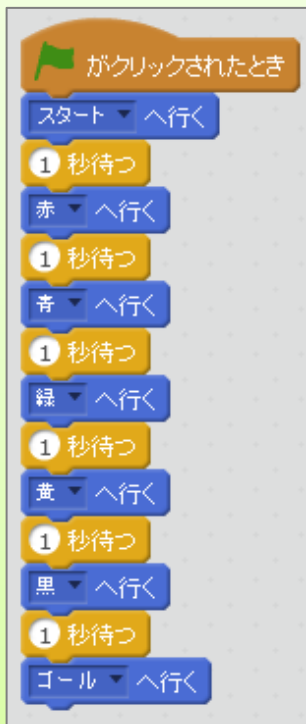 がクリックされたとき
スタート へ行く
1 秒待つ
赤 へ行く
1 秒待つ
青 へ行く
1 秒待つ
緑 へ行く
1 秒待つ
黄 へ行く
1 秒待つ
黒 へ行く
1 秒待つ
ゴール へ行く